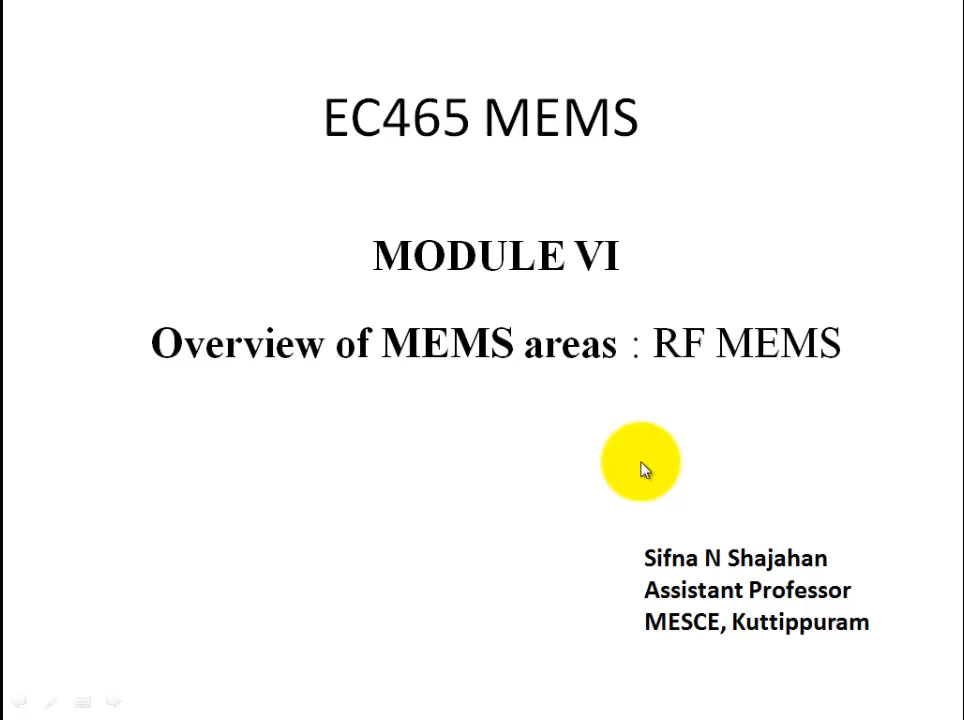 EC465 MEMS
MODULE VI
Overview of MEMS areas : RF MEMS
Sifna N Shajahan
Assistant Professor
MESCE, Kuttippuram